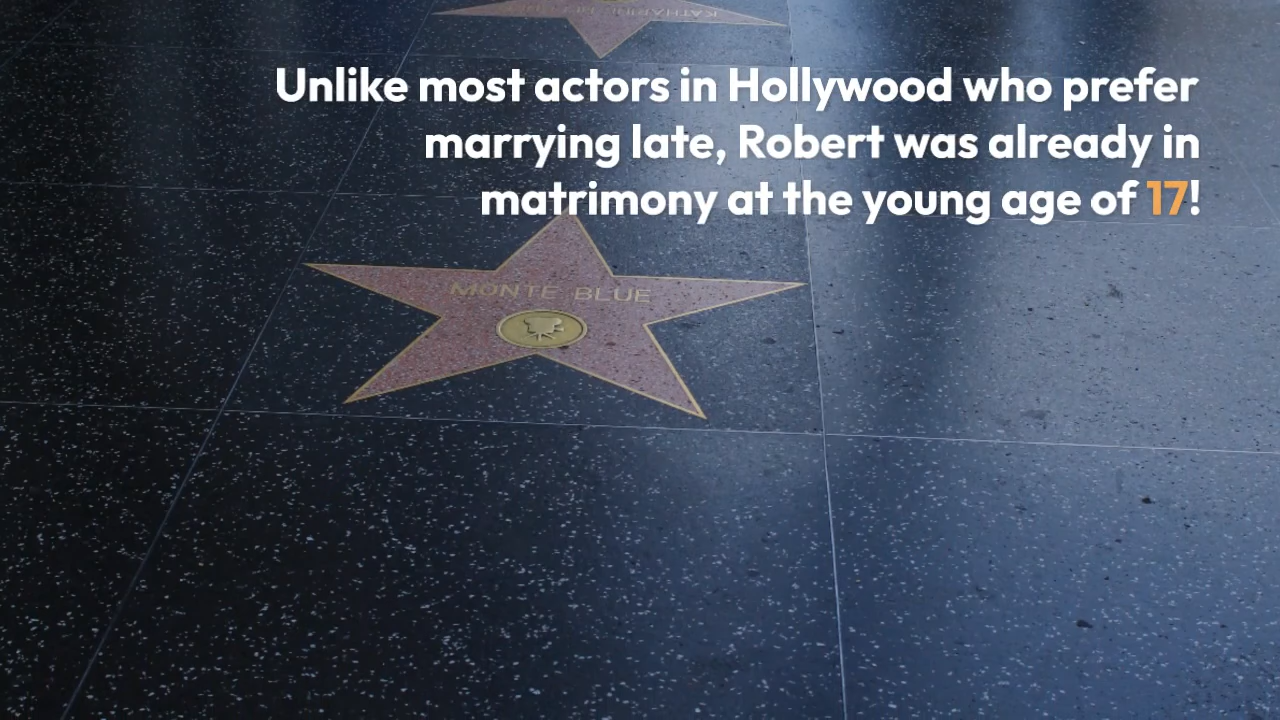 Unlike most actors in Hollywood who prefer
marrying late, Robert was already in
matrimony at the young age of 17!
MONTE BLUE